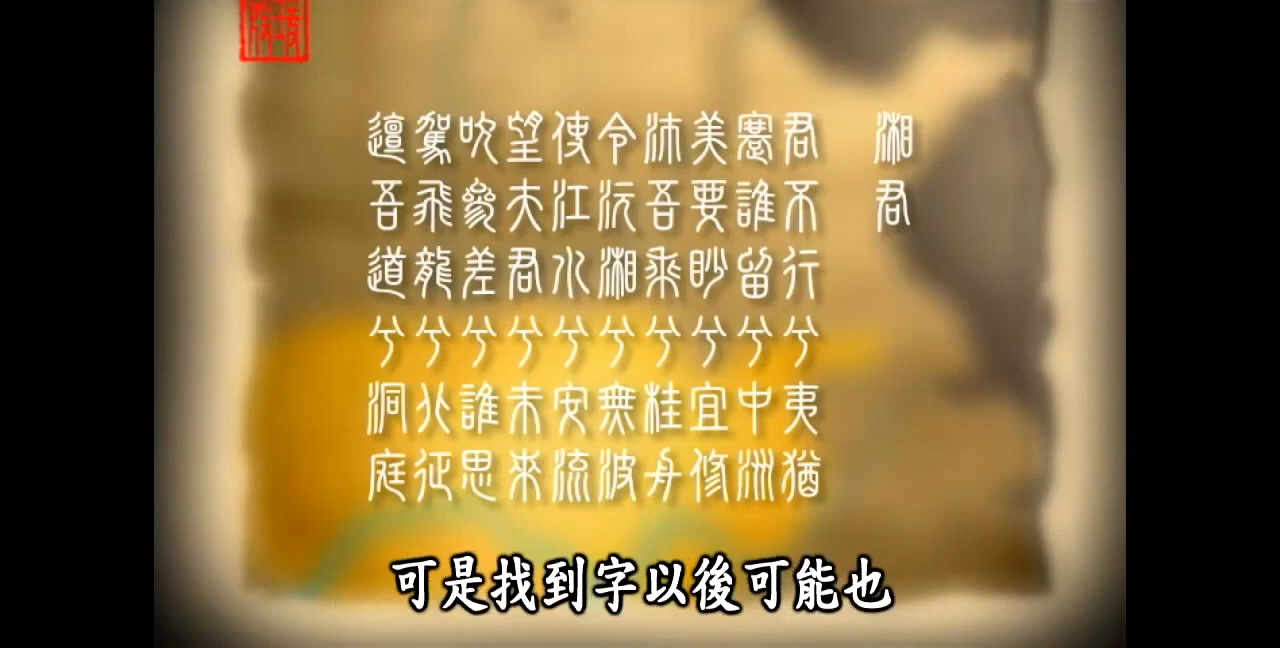 湘君
君不行兮夷猶
蹇誰留兮中洲
美要眇兮宜修
沛吾乘兮桂舟
令沅湘兮無波
使江水兮安流
望夫君兮未來
吹參差兮誰思
駕飛龍兮北征
邅吾道兮洞庭
可是找到字以後可能也